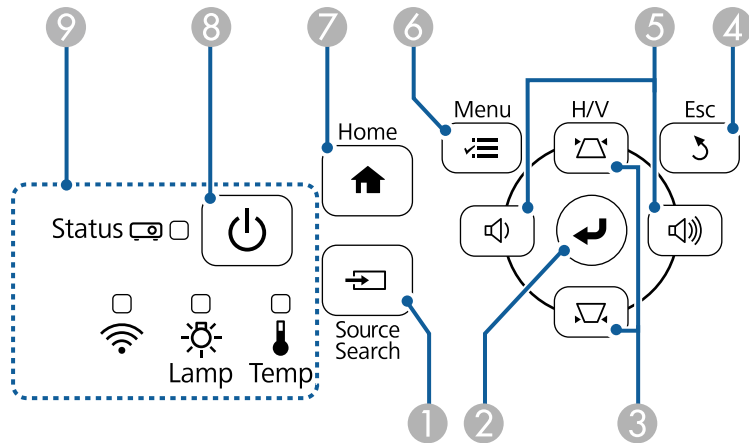 9 8 7 6 5 4
Menu H/V Esc
Home
Status
Source
Search
Lamp Temp
1 2 3